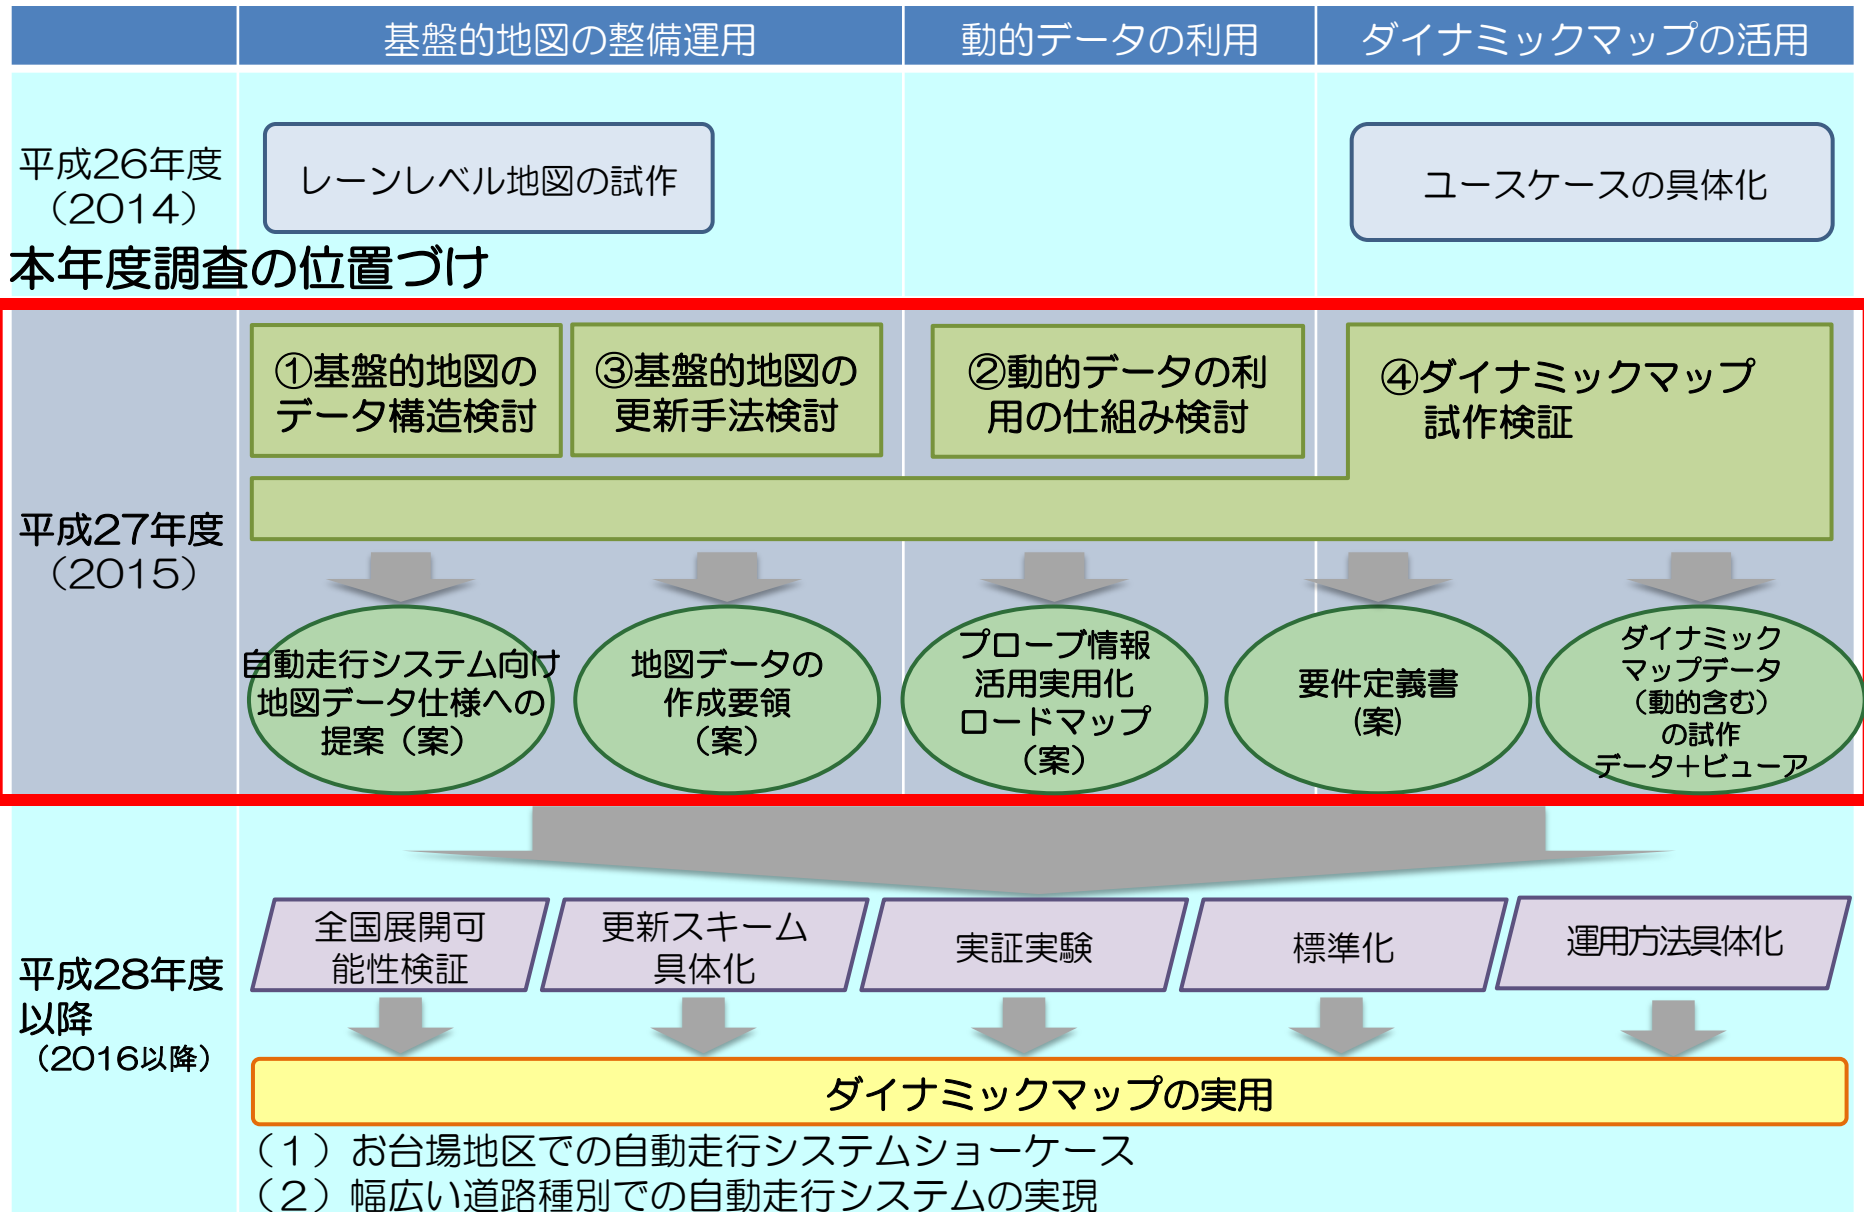 基盤的地図の整備運用
動的データの利用
ダイナミックマップの活用
平成26年度
（2014）
レーンレベル地図の試作
ユースケースの具体化
本年度調査の位置づけ
平成27年度
（2015）
①基盤的地図の
データ構造検討
③基盤的地図の
更新手法検討
②動的データの利
用の仕組み検討
④ダイナミックマップ
試作検証
自動走行システム向け
地図データ仕様への
提案（案）
地図データの
作成要領
（案）
プローブ情報
活用実用化
ロードマップ
（案）
要件定義書
(案)
ダイナミック
マップデータ
（動的含む）
の試作
データ＋ビューア
平成28年度
以降
（2016以降）
全国展開可
能性検証
更新スキーム
具体化
実証実験
標準化
運用方法具体化
ダイナミックマップの実用
（１）お台場地区での自動走行システムショーケース
（２）幅広い道路種別での自動走行システムの実現